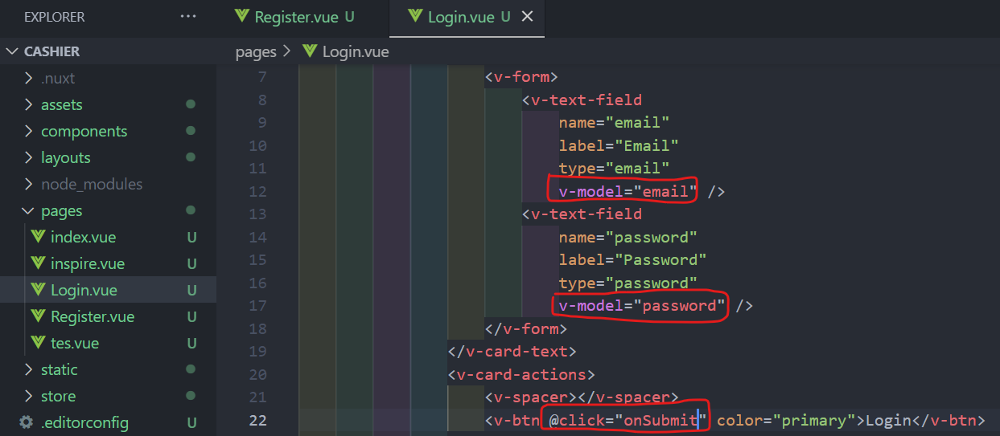 EXPLORER ...
Register.vue U
Login.vue U
CASHIER
pages > Login.vue
.nuxt
assets
components
layouts
node_modules
pages
index.vue U
inspire.vue U
Login.vue U
Register.vue U
tes.vue U
static
store
.editorconfig U
7 <v-form>
8 <v-text-field
9 name="email"
10 label="Email"
11 type="email"
12 v-model="email" />
13 <v-text-field
14 name="password"
15 label="Password"
16 type="password"
17 v-model="password" />
18 </v-form>
19 </v-card-text>
20 <v-card-actions>
21 <v-spacer></v-spacer>
22 <v-btn @click="onSubmit" color="primary">Login</v-btn>